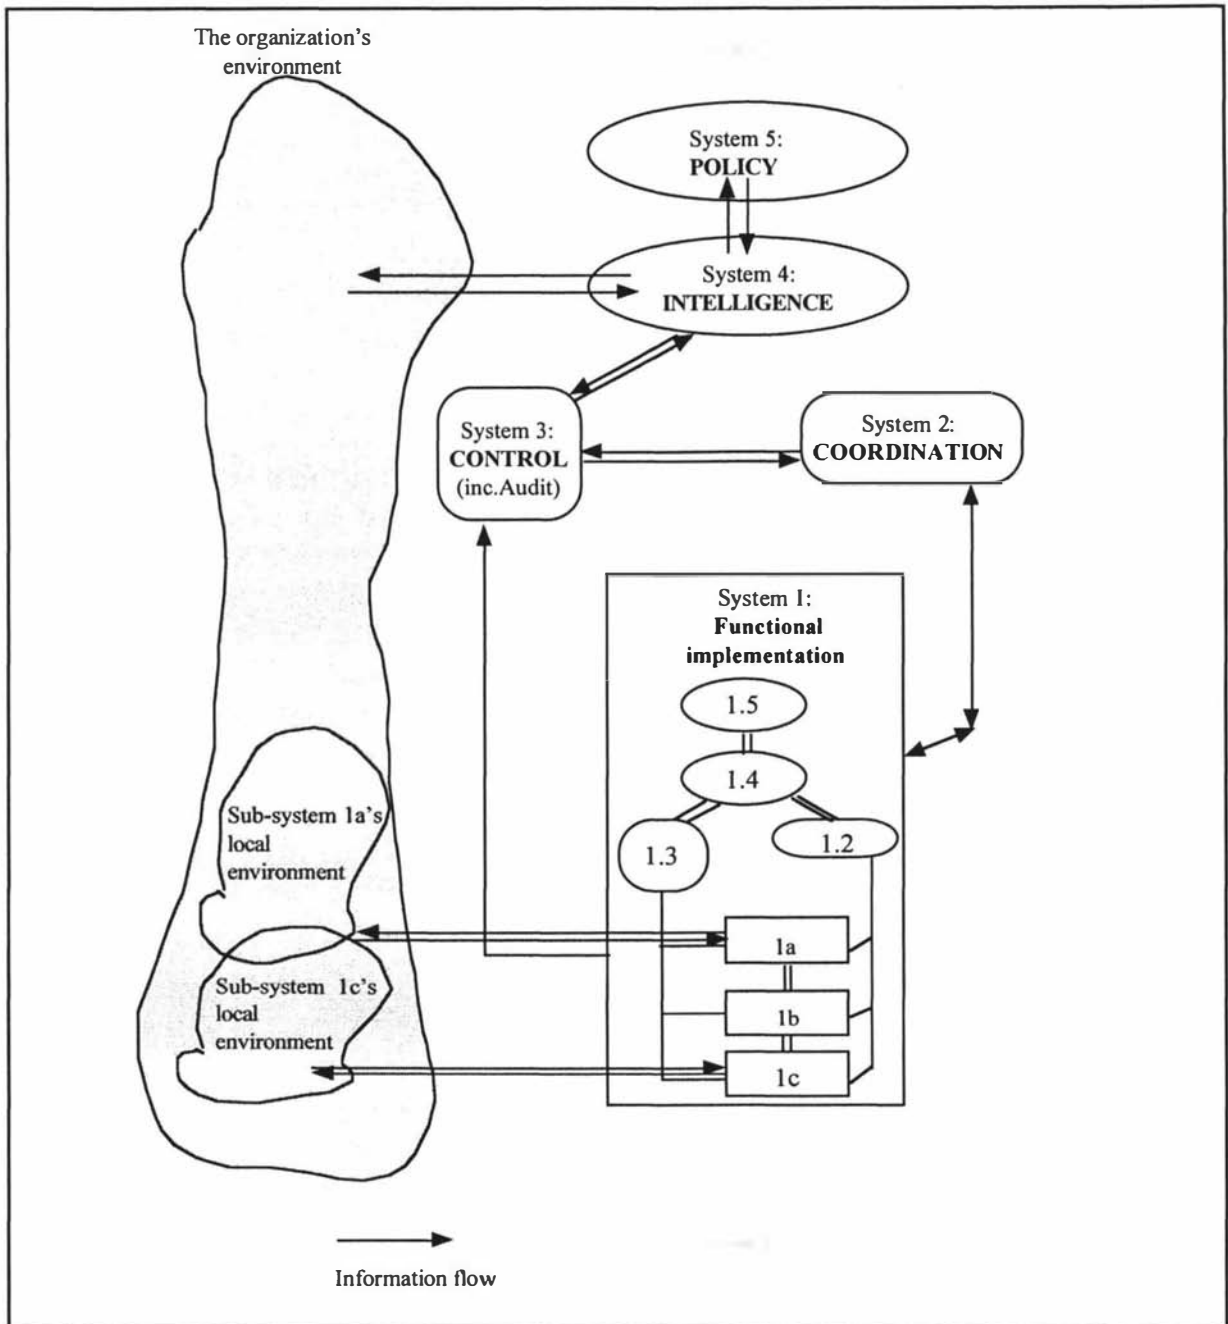 The organization's
environment
System 5:
POLICY
System 4:
INTELLIGENCE
System 3:
CONTROL
(inc.Audit)
System 2:
COORDINATION
System 1:
Functional
implementation
1.5
1.4
1.3
1.2
Sub-system 1a's
local
environment
1a
Sub-system 1c's
local
environment
1b
1c
Information flow